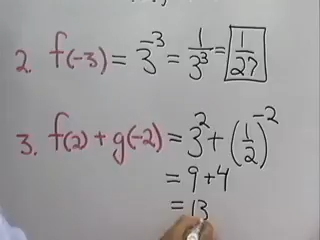 2. f(-3) = 3^-3 = 1/3^3 = 1/27
3. f(2) + g(-2) = 3^2 + (1/2)^-2
= 9 + 4
= 13